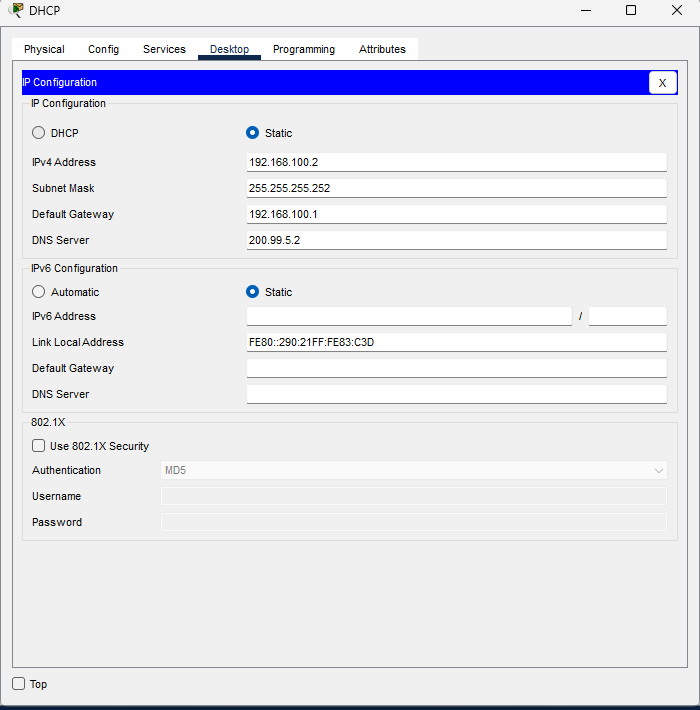 DHCP
Physical Config Services Desktop Programming Attributes
IP Configuration X
IP Configuration
DHCP Static
IPv4 Address 192.168.100.2
Subnet Mask 255.255.255.252
Default Gateway 192.168.100.1
DNS Server 200.99.5.2
IPv6 Configuration
Automatic Static
IPv6 Address /
Link Local Address FE80::290:21FF:FE83:C3D
Default Gateway
DNS Server
802.1X
Use 802.1X Security
Authentication MD5
Username
Password
Top